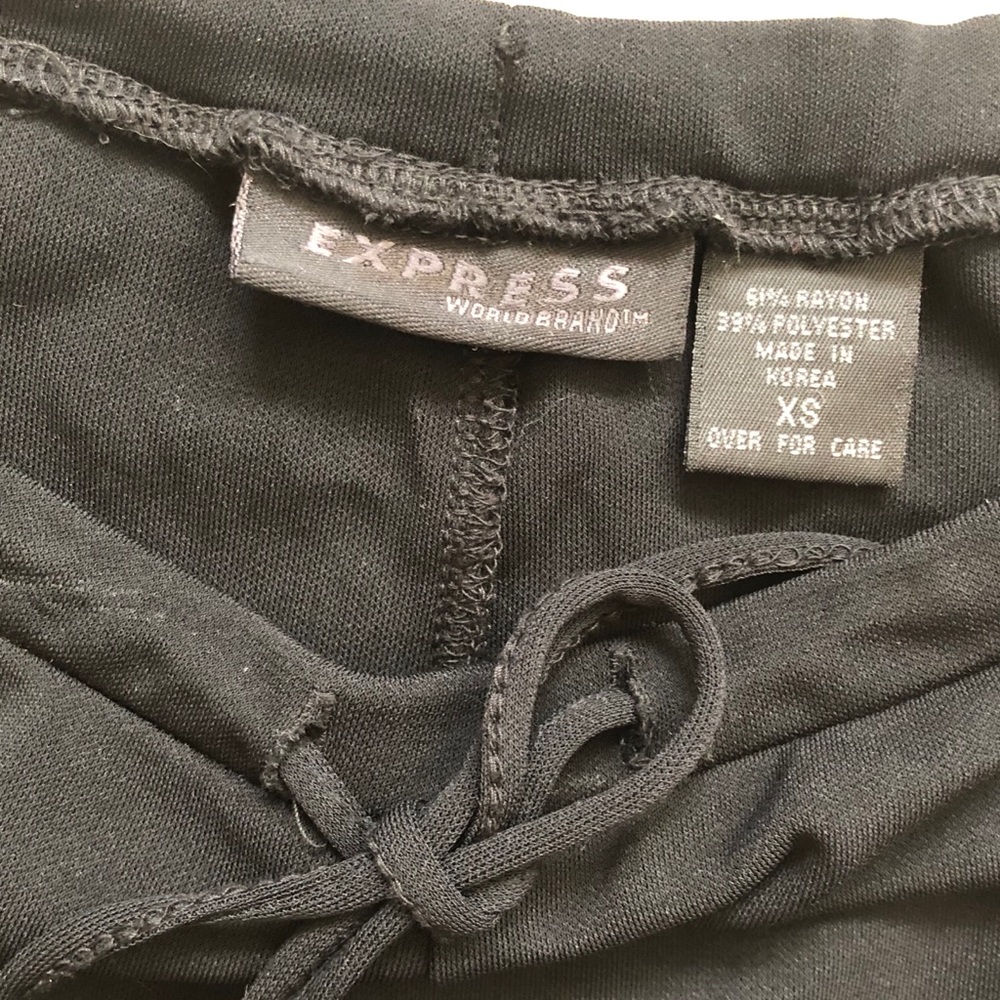 EXPRESS
WORLD BRAND™
61% RAYON
39% POLYESTER
MADE IN
KOREA
XS
OVER FOR CARE